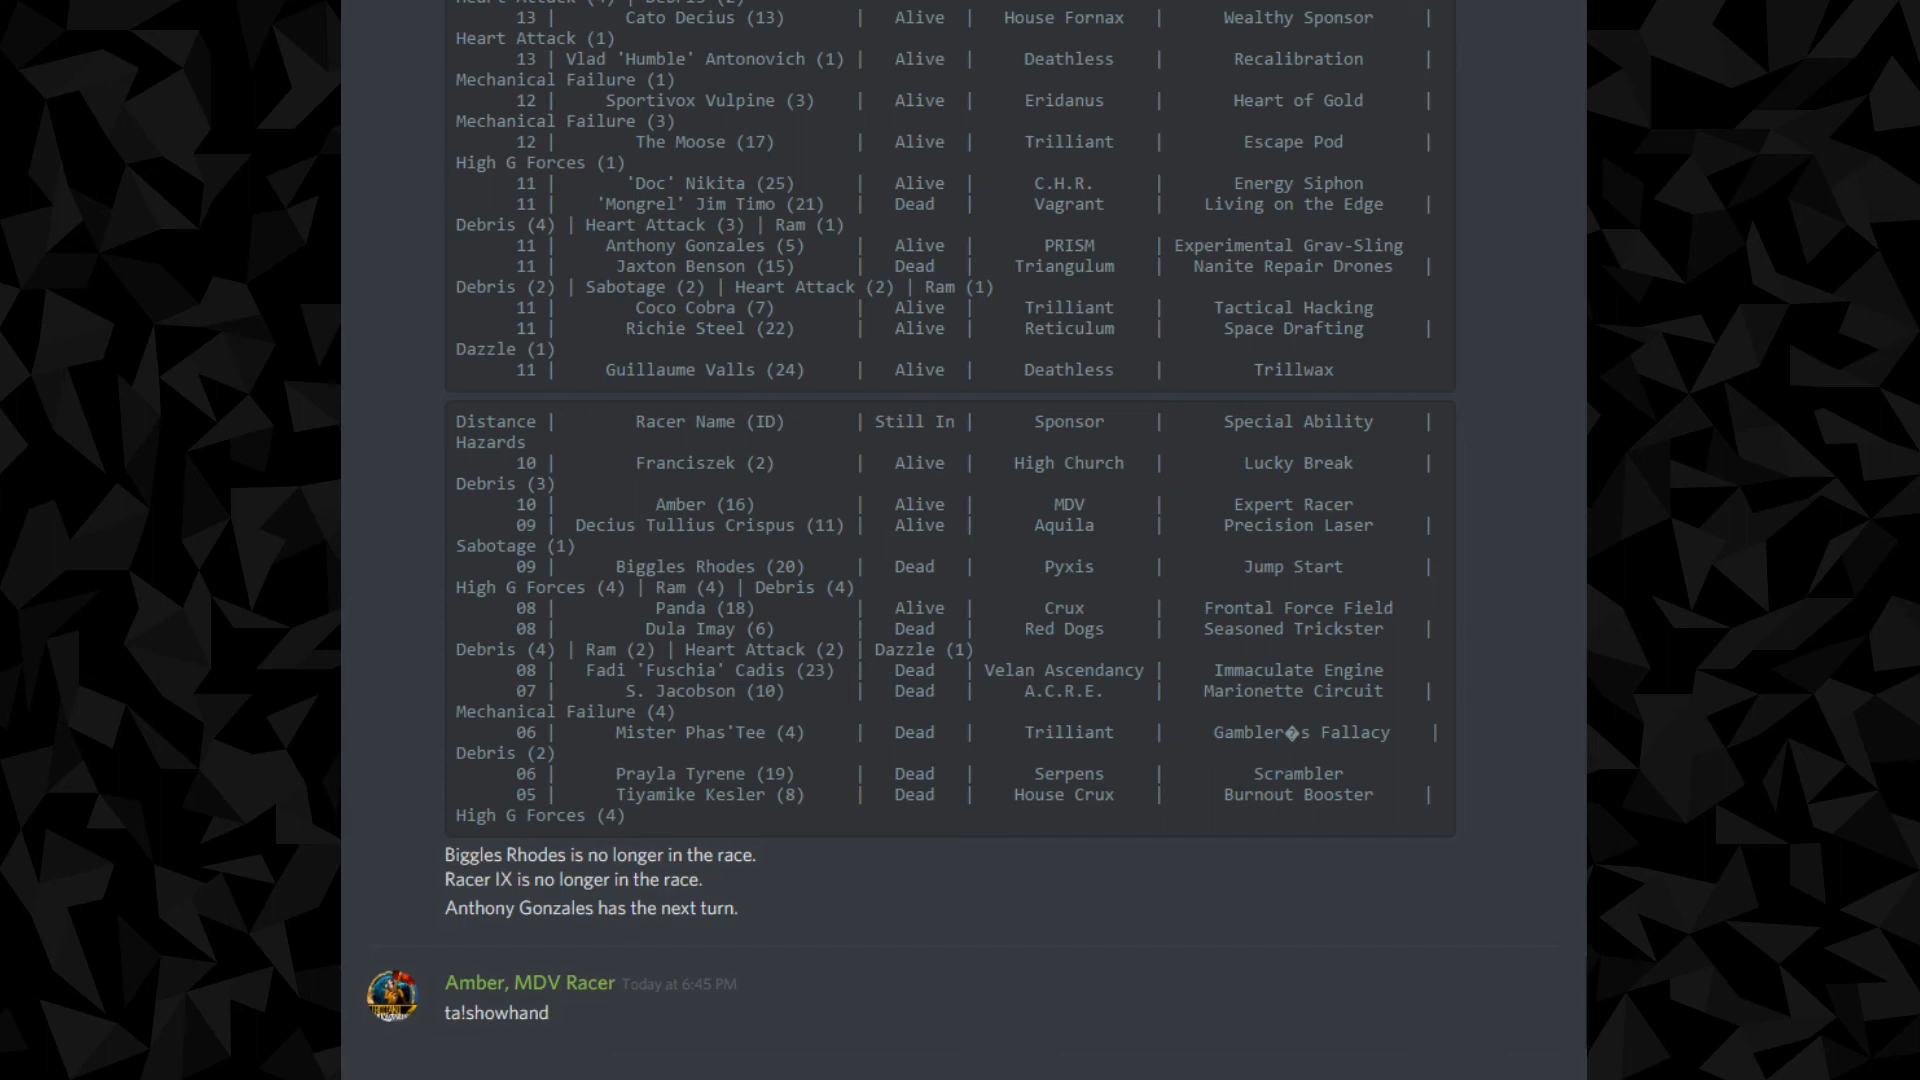 Heart Attack (4) | Debris (2)
13 | Cato Decius (13) | Alive | House Fornax | Wealthy Sponsor |
Heart Attack (1)
13 | Vlad 'Humble' Antonovich (1) | Alive | Deathless | Recalibration |
Mechanical Failure (1)
12 | Sportivox Vulpine (3) | Alive | Eridanus | Heart of Gold |
Mechanical Failure (3)
12 | The Moose (17) | Alive | Trilliant | Escape Pod |
High G Forces (1)
11 | 'Doc' Nikita (25) | Alive | C.H.R. | Energy Siphon
11 | 'Mongrel' Jim Timo (21) | Dead | Vagrant | Living on the Edge |
Debris (4) | Heart Attack (3) | Ram (1)
11 | Anthony Gonzales (5) | Alive | PRISM | Experimental Grav-Sling
11 | Jaxton Benson (15) | Dead | Triangulum | Nanite Repair Drones |
Debris (2) | Sabotage (2) | Heart Attack (2) | Ram (1)
11 | Coco Cobra (7) | Alive | Trilliant | Tactical Hacking
11 | Richie Steel (22) | Alive | Reticulum | Space Drafting |
Dazzle (1)
11 | Guillaume Valls (24) | Alive | Deathless | Trillwax
Distance | Racer Name (ID) | Still In | Sponsor | Special Ability |
Hazards
10 | Franciszek (2) | Alive | High Church | Lucky Break |
Debris (3)
10 | Amber (16) | Alive | MDV | Expert Racer
09 | Decius Tullius Crispus (11) | Alive | Aquila | Precision Laser |
Sabotage (1)
09 | Biggles Rhodes (20) | Dead | Pyxis | Jump Start |
High G Forces (4) | Ram (4) | Debris (4)
08 | Panda (18) | Alive | Crux | Frontal Force Field
08 | Dula Imay (6) | Dead | Red Dogs | Seasoned Trickster |
Debris (4) | Ram (2) | Heart Attack (2) | Dazzle (1)
08 | Fadi 'Fuschia' Cadis (23) | Dead | Velan Ascendancy | Immaculate Engine
07 | S. Jacobson (10) | Dead | A.C.R.E. | Marionette Circuit |
Mechanical Failure (4)
06 | Mister Phas'Tee (4) | Dead | Trilliant | Gambler�s Fallacy |
Debris (2)
06 | Prayla Tyrene (19) | Dead | Serpens | Scrambler
05 | Tiyamike Kesler (8) | Dead | House Crux | Burnout Booster |
High G Forces (4)
Biggles Rhodes is no longer in the race.
Racer IX is no longer in the race.
Anthony Gonzales has the next turn.
Amber, MDV Racer Today at 6:45 PM
ta!showhand